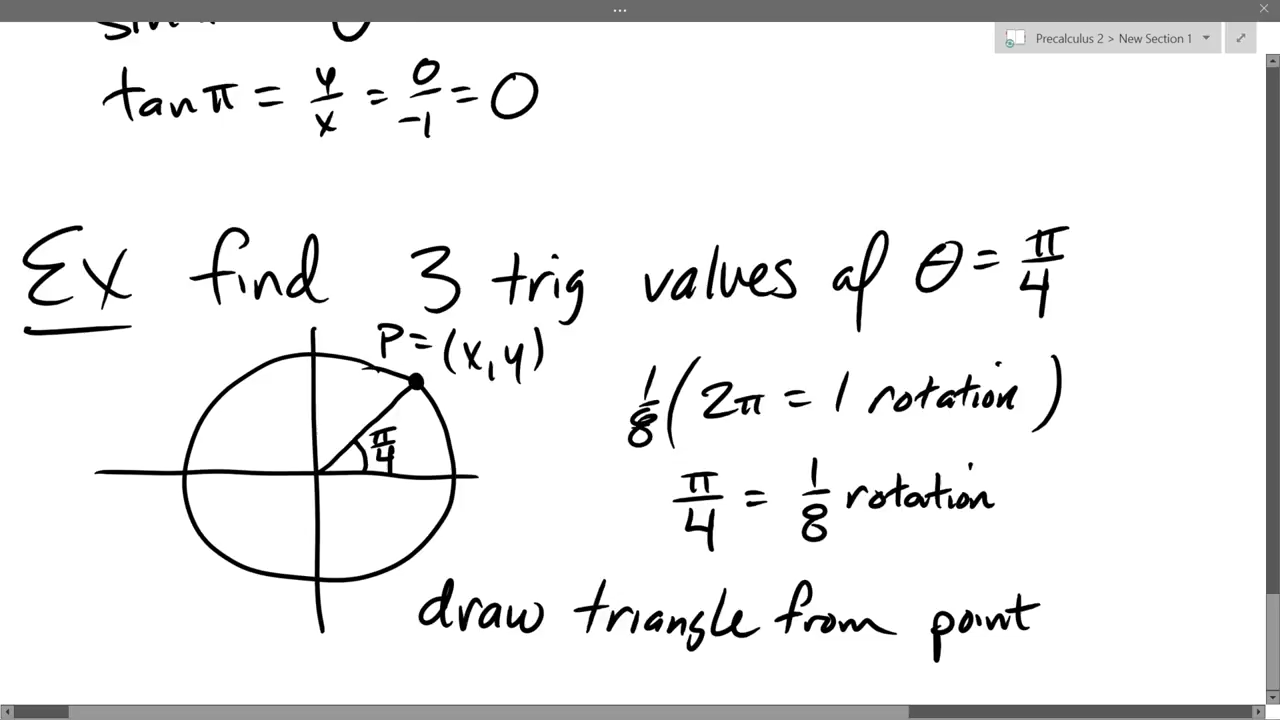 Precalculus 2 > New Section 1
tan π = y/x = 0/-1 = 0
Ex find 3 trig values of θ = π/4
P = (x, y)
π/4
1/8 ( 2π = 1 rotation )
π/4 = 1/8 rotation
draw triangle from point